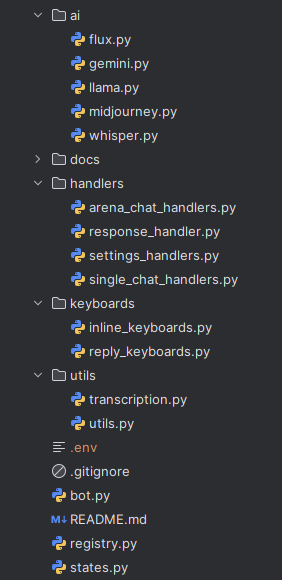 ai
flux.py
gemini.py
llama.py
midjourney.py
whisper.py
docs
handlers
arena_chat_handlers.py
response_handler.py
settings_handlers.py
single_chat_handlers.py
keyboards
inline_keyboards.py
reply_keyboards.py
utils
transcription.py
utils.py
.env
.gitignore
bot.py
M↓ README.md
registry.py
states.py